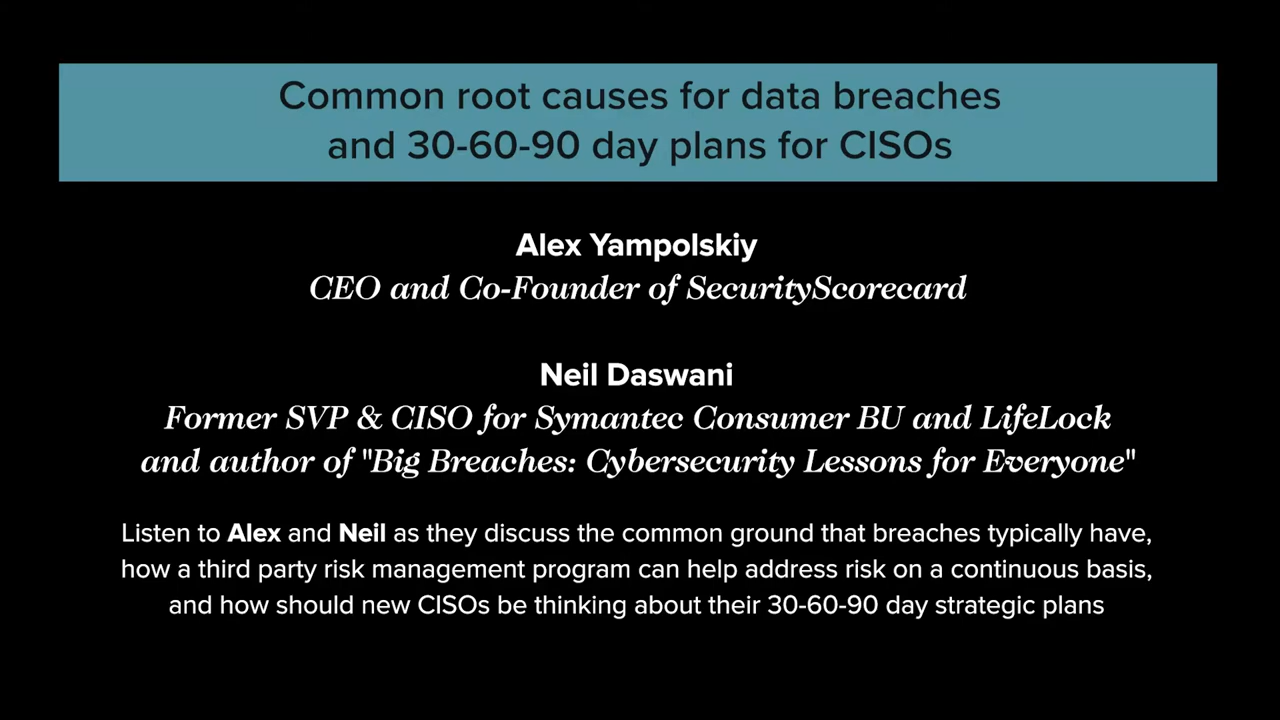 Common root causes for data breaches
and 30-60-90 day plans for CISOs
Alex Yampolskiy
CEO and Co-Founder of SecurityScorecard
Neil Daswani
Former SVP & CISO for Symantec Consumer BU and LifeLock
and author of "Big Breaches: Cybersecurity Lessons for Everyone"
Listen to Alex and Neil as they discuss the common ground that breaches typically have,
how a third party risk management program can help address risk on a continuous basis,
and how should new CISOs be thinking about their 30-60-90 day strategic plans